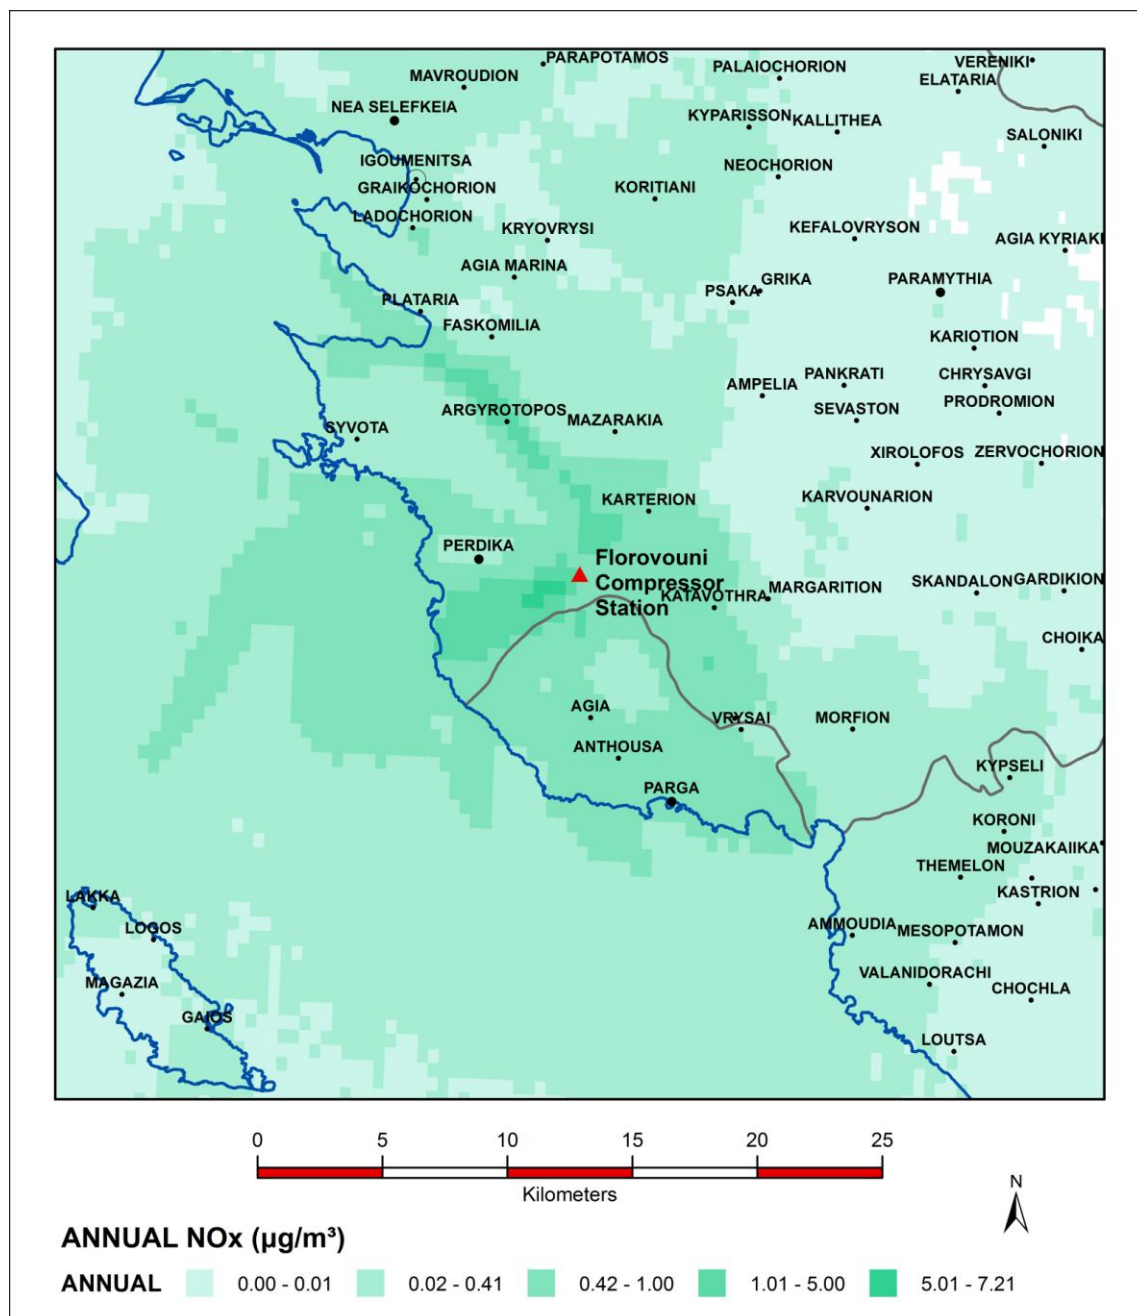 PARAPOTAMOS
VERENIKI
MAVROUDION
PALAIOCHORION
ELATARIA
NEA SELEFKEIA
KYPARISSON
KALLITHEA
SALONIKI
IGOUMENITSA
NEOCHORION
GRAIKOCHORION
KORITIANI
LADOCHORION
KRYOVRYSI
KEFALOVRYSON
AGIA KYRIAKI
AGIA MARINA
GRIKA
PARAMYTHIA
PSAKA
PLATARIA
FASKOMILIA
KARIOTION
AMPELIA
PANKRATI
CHRYSAVGI
PRODROMION
ARGYROTOPOS
MAZARAKIA
SEVASTON
SYVOTA
XIROLOFOS
ZERVOCHORION
KARTERION
KARVOUNARION
PERDIKA
Florovouni
Compressor
Station
KATAVOTHRA
MARGARITION
SKANDALON
GARDIKION
CHOIKA
AGIA
VRYSAI
MORFION
ANTHOUSA
KYPSELI
PARGA
KORONI
MOUZAKAIIKA
THEMELON
KASTRION
LAKKA
LOGOS
AMMOUDIA
MESOPOTAMON
MAGAZIA
VALANIDORACHI
CHOCHLA
GAIOS
LOUTSA
0 5 10 15 20 25
Kilometers
N
ANNUAL NOx (µg/m³)
ANNUAL 0.00 - 0.01 0.02 - 0.41 0.42 - 1.00 1.01 - 5.00 5.01 - 7.21